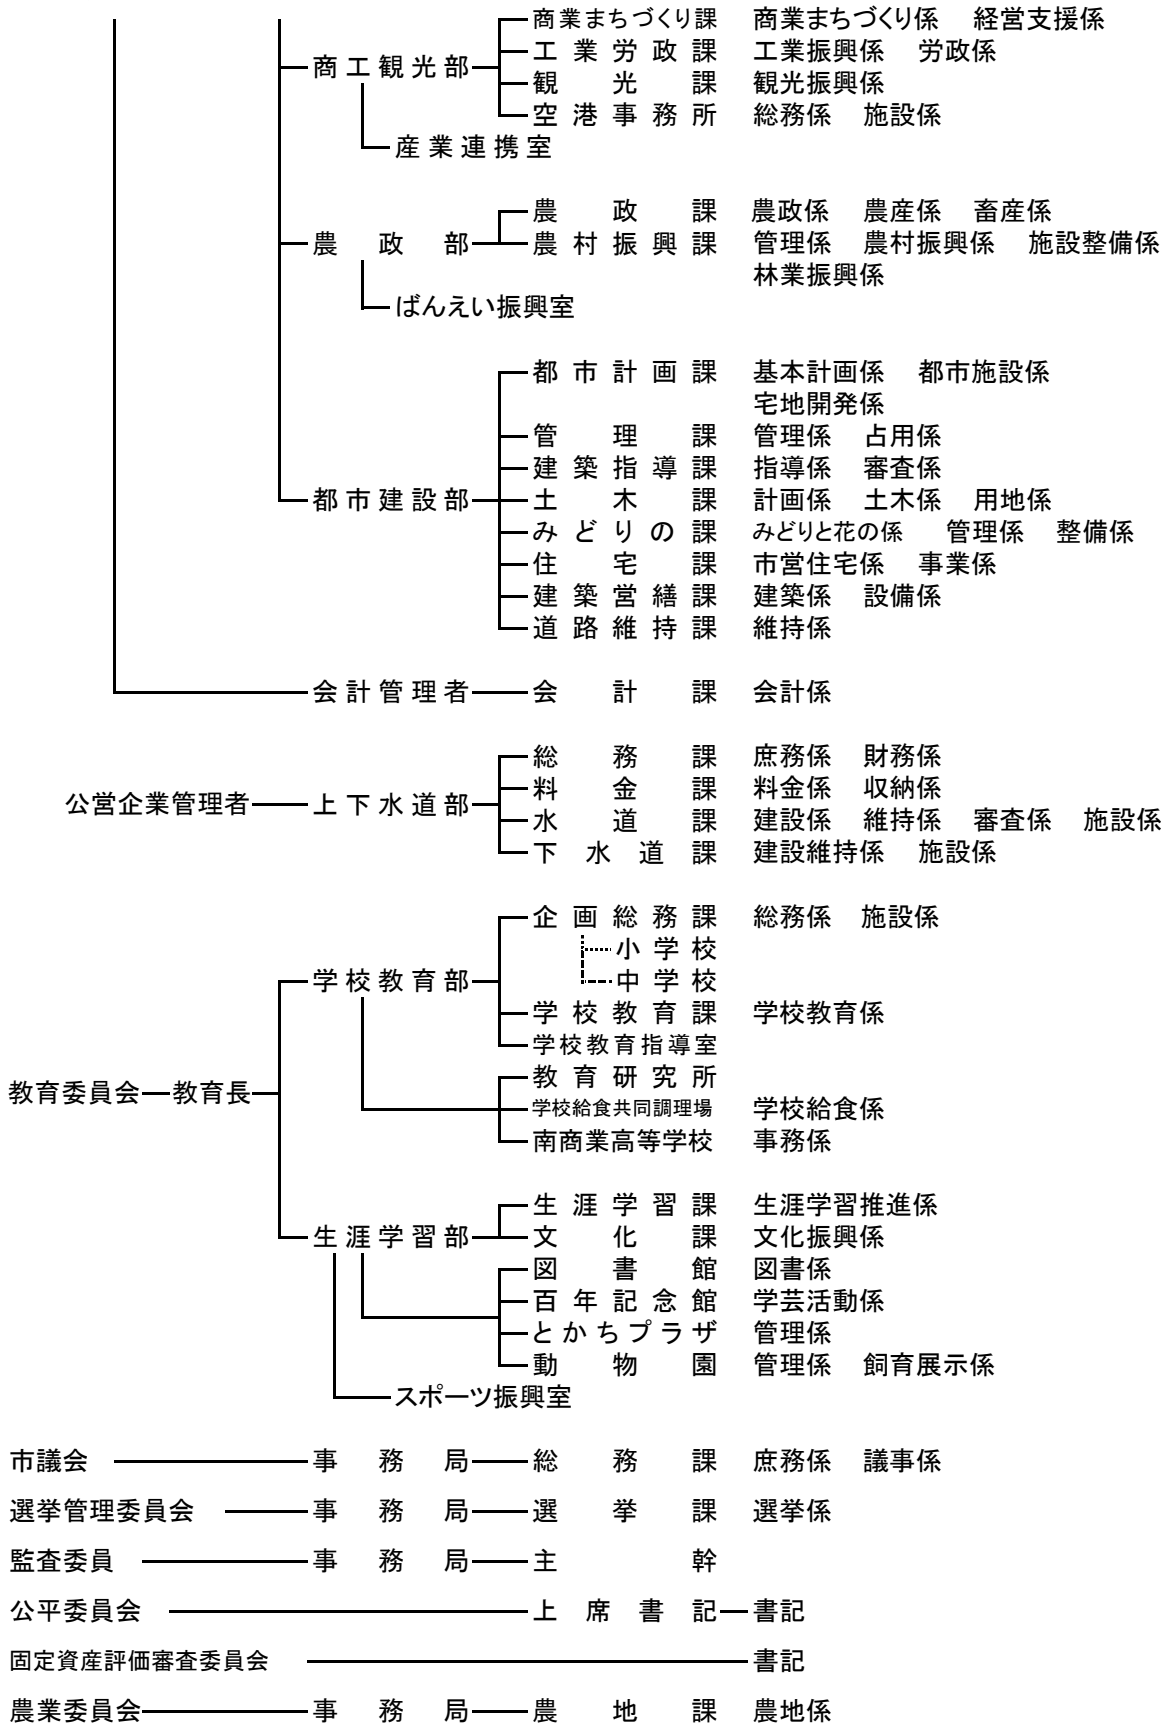 商業まちづくり課 商業まちづくり係 経営支援係
工業労政課 工業振興係 労政係
商工観光部
観光課 観光振興係
空港事務所 総務係 施設係
産業連携室
農政課 農政係 農産係 畜産係
農政部 農村振興課 管理係 農村振興係 施設整備係
林業振興係
ばんえい振興室
都市計画課 基本計画係 都市施設係
宅地開発係
管理課 管理係 占用係
建築指導課 指導係 審査係
都市建設部 土木課 計画係 土木係 用地係
みどりの課 みどりと花の係 管理係 整備係
住宅課 市営住宅係 事業係
建築営繕課 建築係 設備係
道路維持課 維持係
会計管理者 会計課 会計係
総務課 庶務係 財務係
料金課 料金係 収納係
公営企業管理者 上下水道部
水道課 建設係 維持係 審査係 施設係
下水道課 建設維持係 施設係
企画総務課 総務係 施設係
小学校
学校教育部 中学校
学校教育課 学校教育係
学校教育指導室
教育研究所
教育委員会 教育長
学校給食共同調理場 学校給食係
南商業高等学校 事務係
生涯学習課 生涯学習推進係
生涯学習部 文化課 文化振興係
図書館 図書係
百年記念館 学芸活動係
とかちプラザ 管理係
動物園 管理係 飼育展示係
スポーツ振興室
市議会 事務局 総務課 庶務係 議事係
選挙管理委員会 事務局 選挙課 選挙係
監査委員 事務局 主幹
公平委員会 上席書記 書記
固定資産評価審査委員会 書記
農業委員会 事務局 農地課 農地係